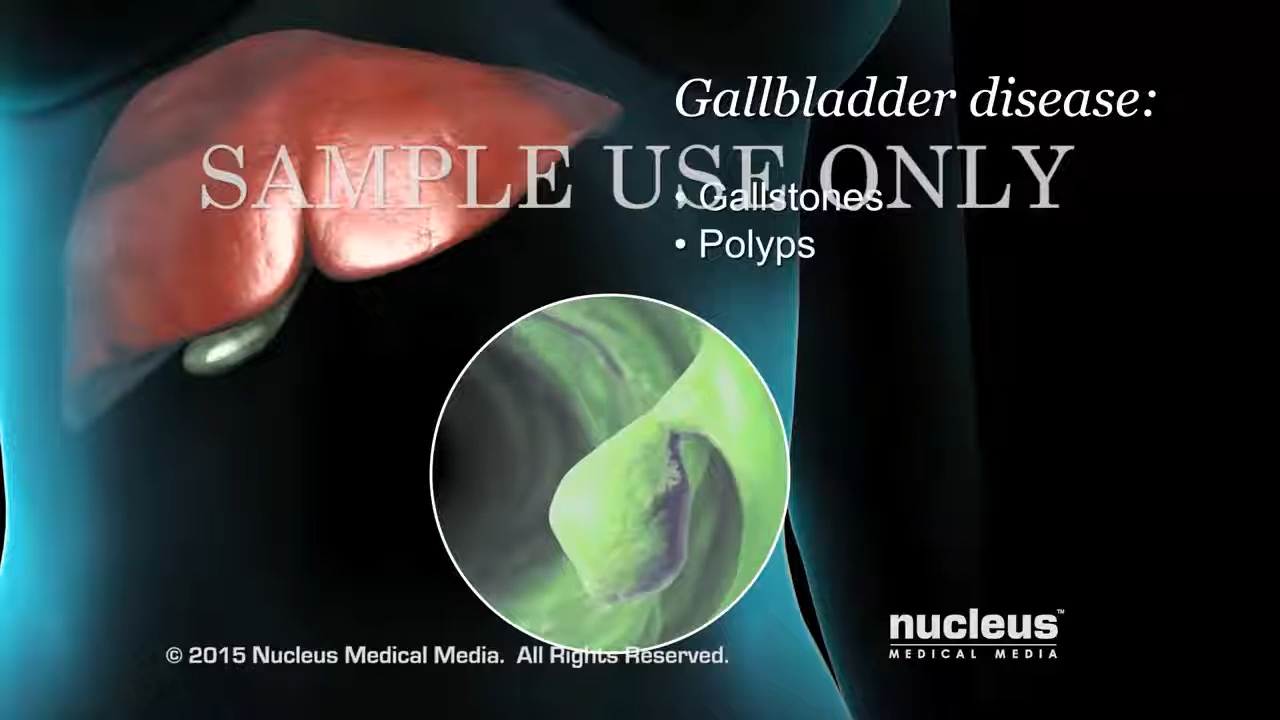 Gallbladder disease:
SAMPLE USE ONLY
• Gallstones
• Polyps
nucleus™
MEDICAL MEDIA
© 2015 Nucleus Medical Media. All Rights Reserved.